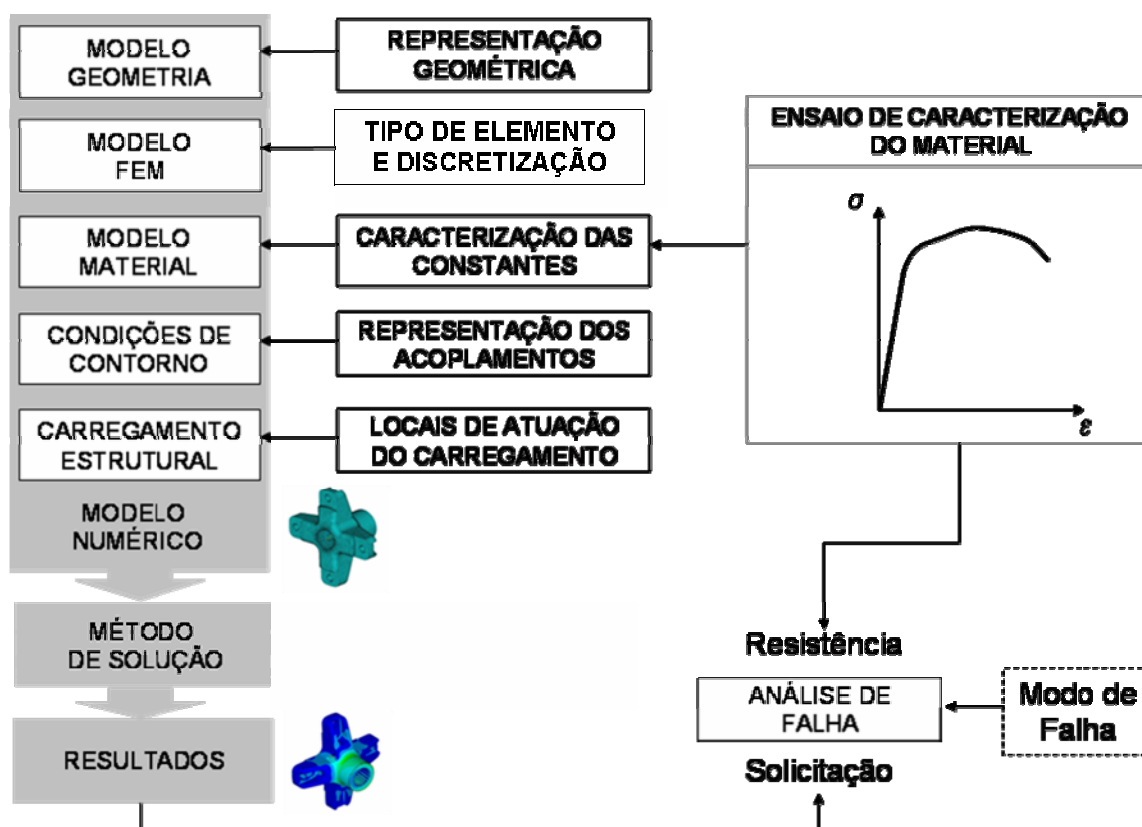 MODELO
GEOMETRIA
REPRESENTAÇÃO
GEOMÉTRICA
MODELO
FEM
TIPO DE ELEMENTO
E DISCRETIZAÇÃO
MODELO
MATERIAL
CARACTERIZAÇÃO DAS
CONSTANTES
CONDIÇÕES DE
CONTORNO
REPRESENTAÇÃO DOS
ACOPLAMENTOS
CARREGAMENTO
ESTRUTURAL
LOCAIS DE ATUAÇÃO
DO CARREGAMENTO
MODELO
NUMÉRICO
MÉTODO
DE SOLUÇÃO
RESULTADOS
ENSAIO DE CARACTERIZAÇÃO
DO MATERIAL
σ
ε
Resistência
ANÁLISE DE
FALHA
Solicitação
Modo de
Falha